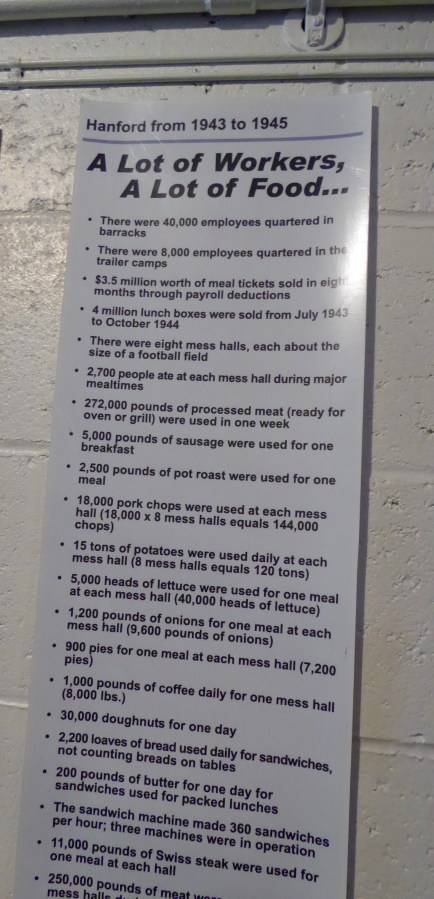 Hanford from 1943 to 1945
A Lot of Workers,
A Lot of Food...
• There were 40,000 employees quartered in
barracks
• There were 8,000 employees quartered in the
trailer camps
• $3.5 million worth of meal tickets sold in eight
months through payroll deductions
• 4 million lunch boxes were sold from July 1943
to October 1944
• There were eight mess halls, each about the
size of a football field
• 2,700 people ate at each mess hall during major
mealtimes
• 272,000 pounds of processed meat (ready for
oven or grill) were used in one week
• 5,000 pounds of sausage were used for one
breakfast
• 2,500 pounds of pot roast were used for one
meal
• 18,000 pork chops were used at each mess
hall (18,000 x 8 mess halls equals 144,000
chops)
• 15 tons of potatoes were used daily at each
mess hall (8 mess halls equals 120 tons)
• 5,000 heads of lettuce were used for one meal
at each mess hall (40,000 heads of lettuce)
• 1,200 pounds of onions for one meal at each
mess hall (9,600 pounds of onions)
• 900 pies for one meal at each mess hall (7,200
pies)
• 1,000 pounds of coffee daily for one mess hall
(8,000 lbs.)
• 30,000 doughnuts for one day
• 2,200 loaves of bread used daily for sandwiches,
not counting breads on tables
• 200 pounds of butter for one day for
sandwiches used for packed lunches
• The sandwich machine made 360 sandwiches
per hour; three machines were in operation
• 11,000 pounds of Swiss steak were used for
one meal at each hall
• 250,000 pounds of meat were
mess halls